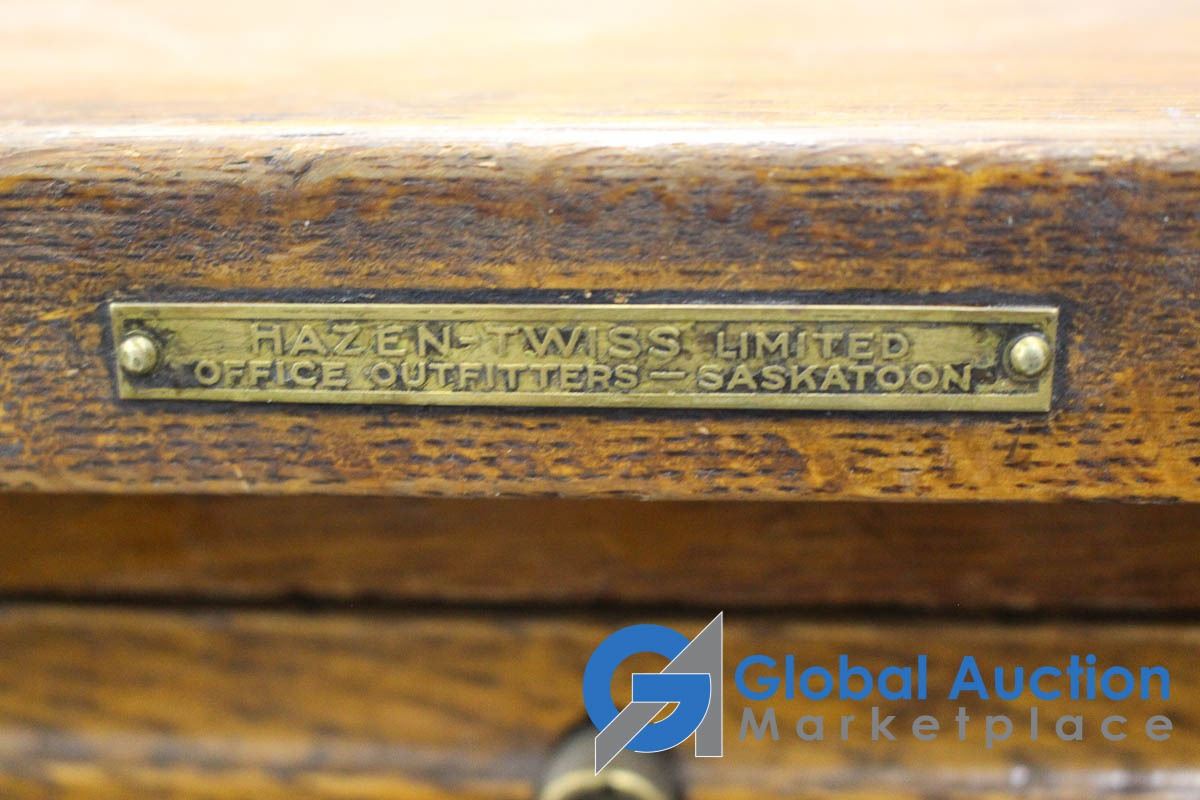 HAZEN-TWISS LIMITED
OFFICE OUTFITTERS — SASKATOON
Global Auction
Marketplace